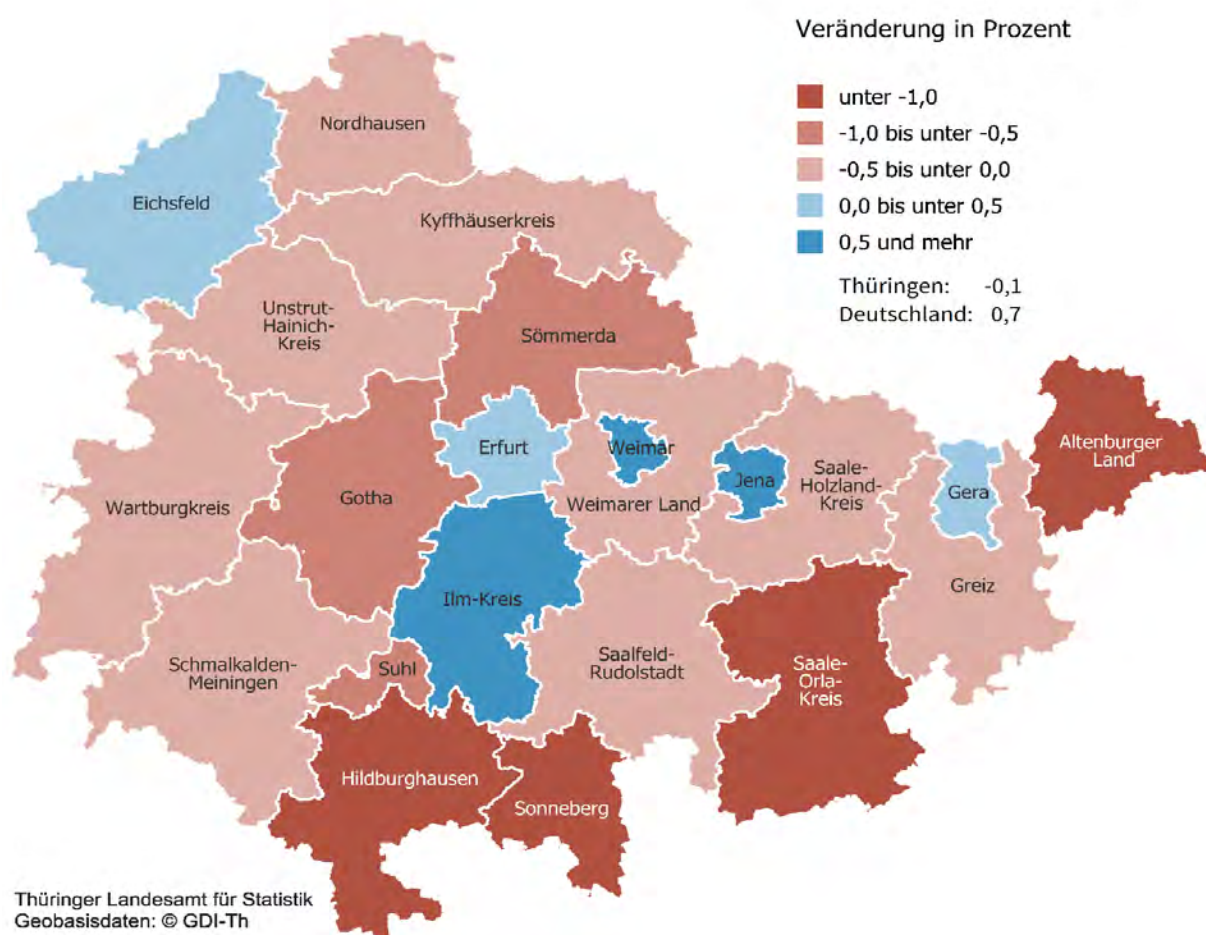 Veränderung in Prozent
unter -1,0
-1,0 bis unter -0,5
-0,5 bis unter 0,0
0,0 bis unter 0,5
0,5 und mehr
Thüringen: -0,1
Deutschland: 0,7
Nordhausen
Eichsfeld
Kyffhäuserkreis
Unstrut-
Hainich-
Kreis
Sömmerda
Erfurt
Weimar
Jena
Saale-
Holzland-
Kreis
Gera
Altenburger
Land
Wartburgkreis
Gotha
Weimarer Land
Greiz
Ilm-Kreis
Schmalkalden-
Meiningen
Suhl
Saalfeld-
Rudolstadt
Saale-
Orla-
Kreis
Hildburghausen
Sonneberg
Thüringer Landesamt für Statistik
Geobasisdaten: © GDI-Th